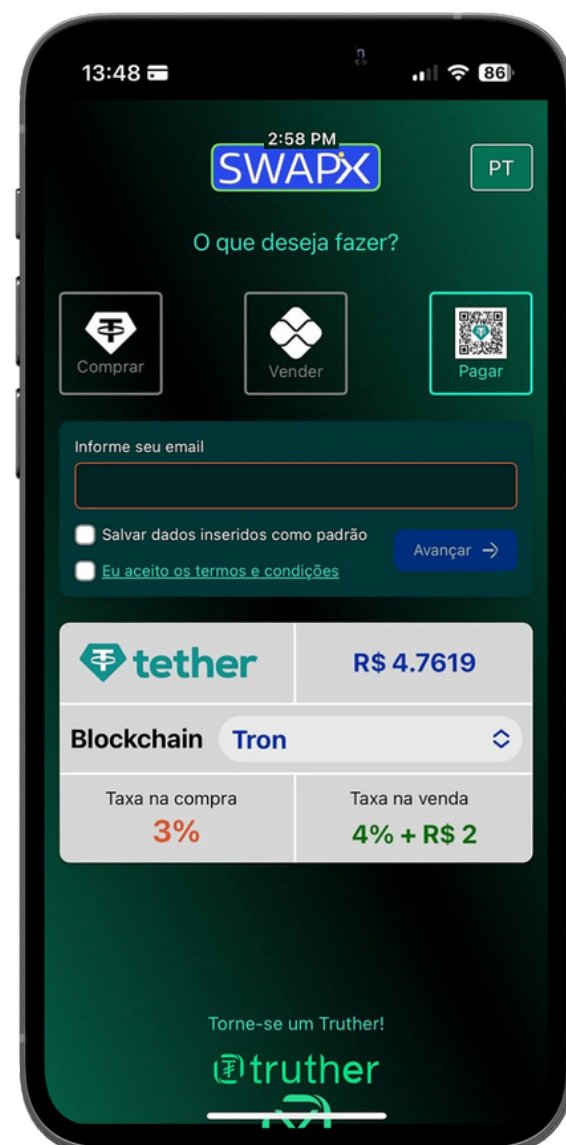 13:48
86
2:58 PM
SWAPX
PT
O que deseja fazer?
Comprar
Vender
Pagar
Informe seu email
Salvar dados inseridos como padrão
Avançar
Eu aceito os termos e condições
tether
R$ 4.7619
Blockchain
Tron
Taxa na compra
Taxa na venda
3%
4% + R$ 2
Torne-se um Truther!
truther